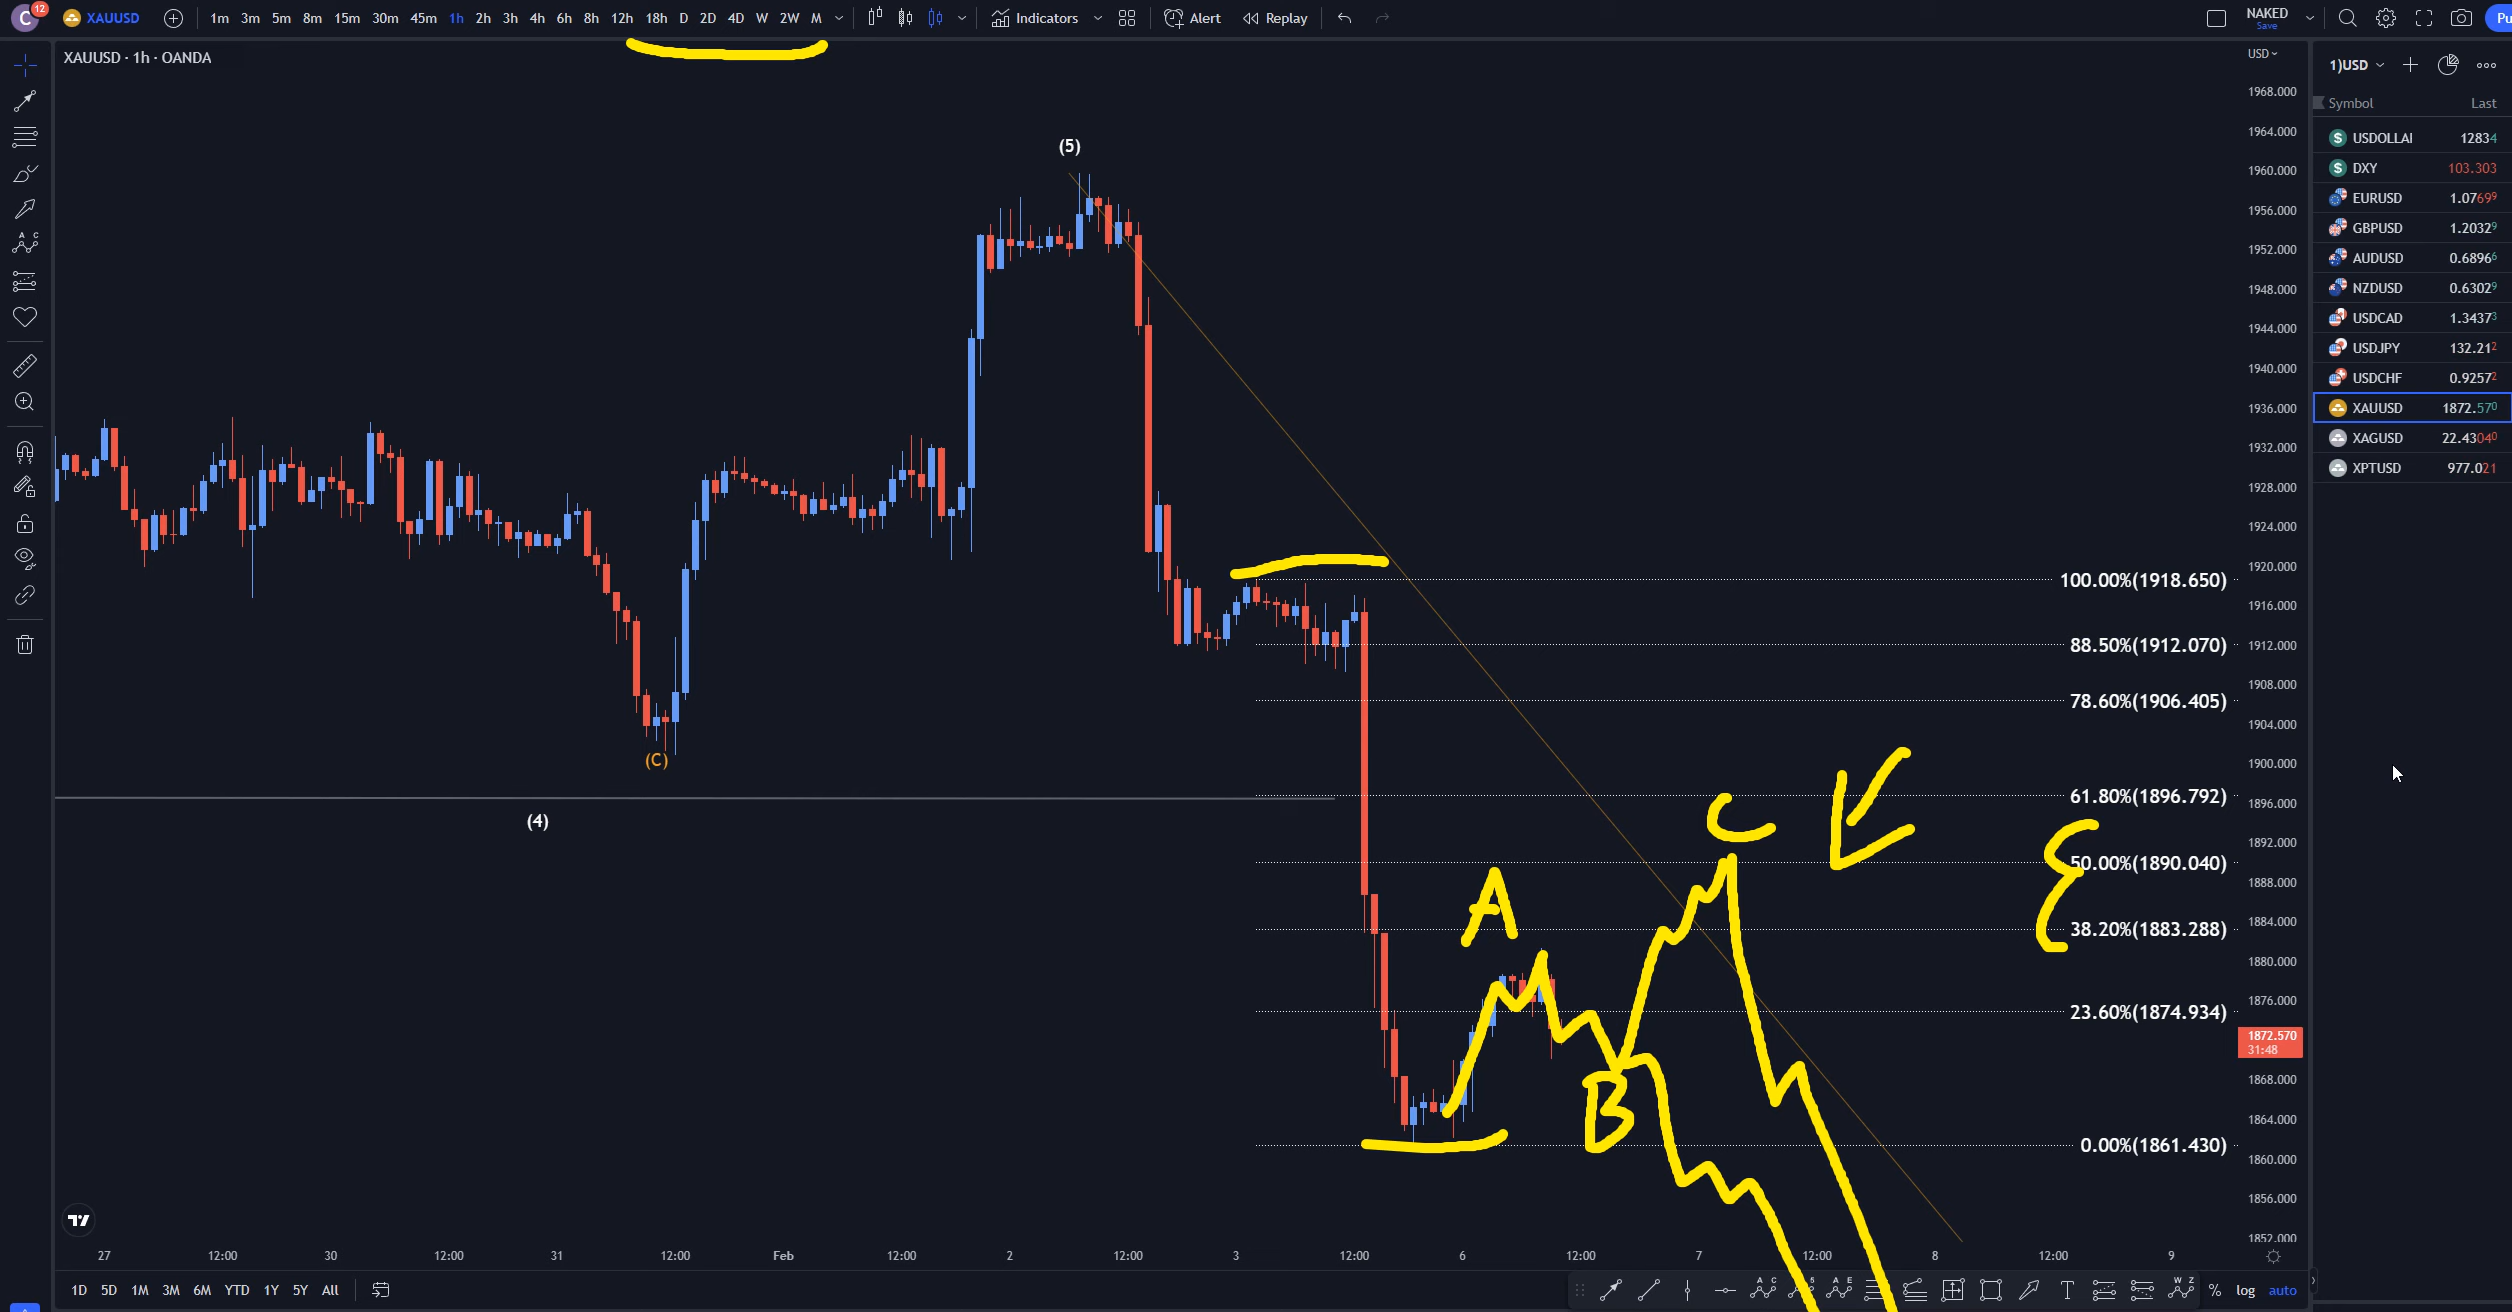 C 12 XAUUSD 1m 3m 5m 8m 15m 30m 45m 1h 2h 3h 4h 6h 8h 12h 18h D 2D 4D W 2W M Indicators Alert Replay NAKED Save Pu
XAUUSD · 1h · OANDA
USD
1968.000
1964.000
1960.000
1956.000
1952.000
1948.000
1944.000
1940.000
1936.000
1932.000
1928.000
1924.000
1920.000
1916.000
1912.000
1908.000
1904.000
1900.000
1896.000
1892.000
1888.000
1884.000
1880.000
1876.000
1872.570
31:48
1868.000
1864.000
1860.000
1856.000
1852.000
(5)
(C)
(4)
100.00%(1918.650)
88.50%(1912.070)
78.60%(1906.405)
61.80%(1896.792)
50.00%(1890.040)
38.20%(1883.288)
23.60%(1874.934)
0.00%(1861.430)
C
A
B
27 12:00 30 12:00 31 12:00 Feb 12:00 2 12:00 3 12:00 6 12:00 7 12:00 8 12:00 9
1D 5D 1M 3M 6M YTD 1Y 5Y All
% log auto
1)USD
Symbol Last
USDOLLAI 12834
DXY 103.303
EURUSD 1.07699
GBPUSD 1.20329
AUDUSD 0.68966
NZDUSD 0.63029
USDCAD 1.34373
USDJPY 132.212
USDCHF 0.92572
XAUUSD 1872.570
XAGUSD 22.43040
XPTUSD 977.021